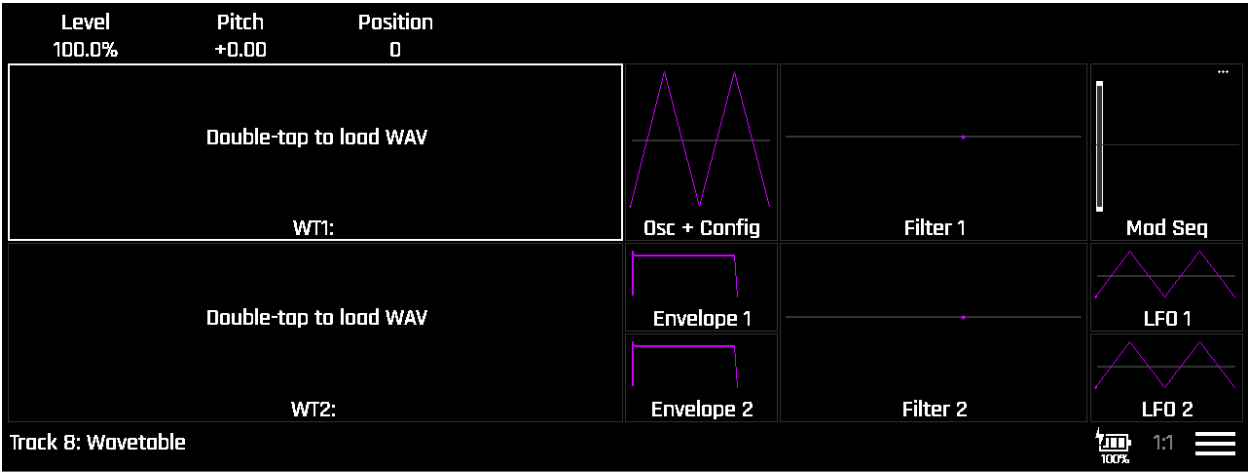 Level Pitch Position
100.0% +0.00 0
Double-tap to load WAV
WT1:
Osc + Config
Filter 1
Mod Seq
Double-tap to load WAV
WT2:
Envelope 1
Envelope 2
Filter 2
LFO 1
LFO 2
Track 8: Wavetable
100%
1:1